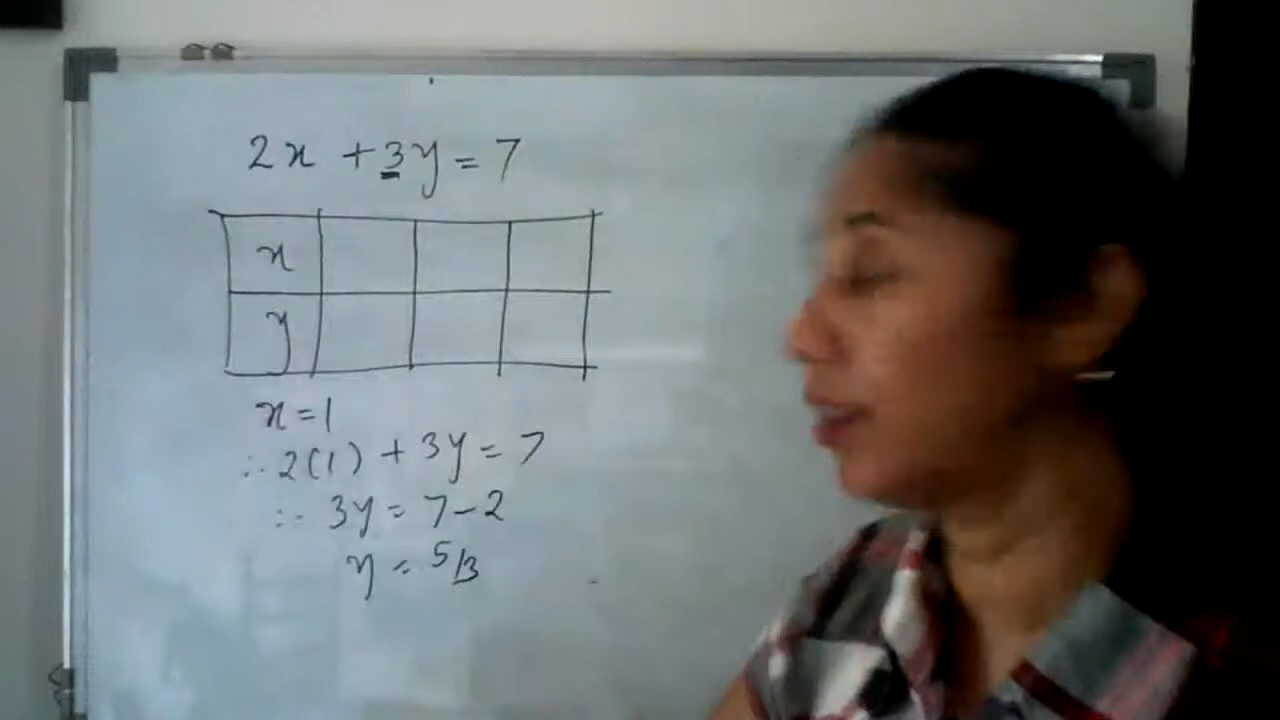 2x + 3y = 7
x
y
x = 1
∴ 2(1) + 3y = 7
∴ 3y = 7 - 2
y = 5/3